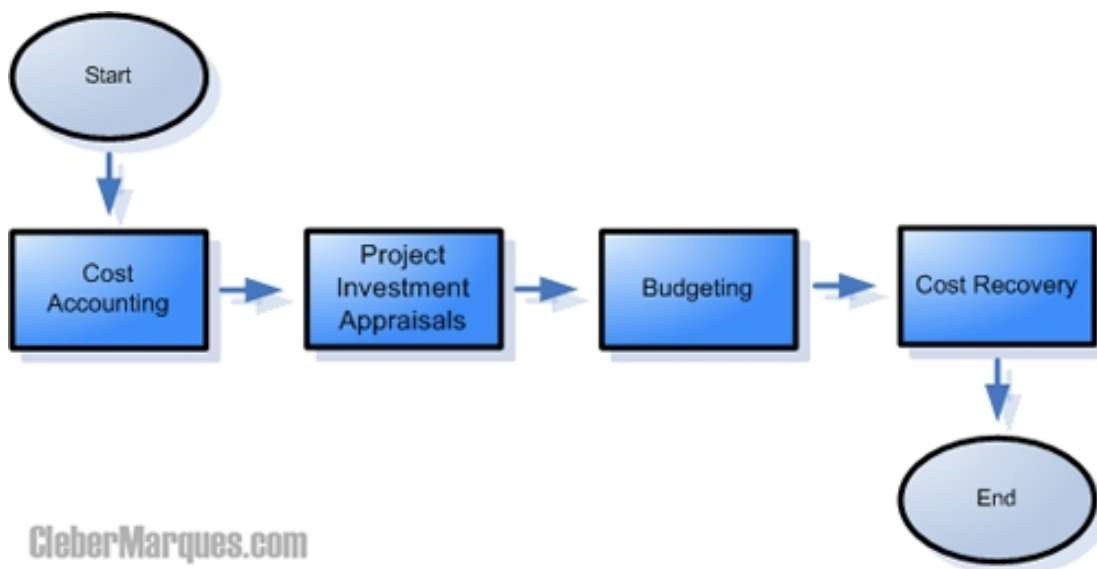 Start
Cost
Accounting
Project
Investment
Appraisals
Budgeting
Cost Recovery
End
CleberMarques.com